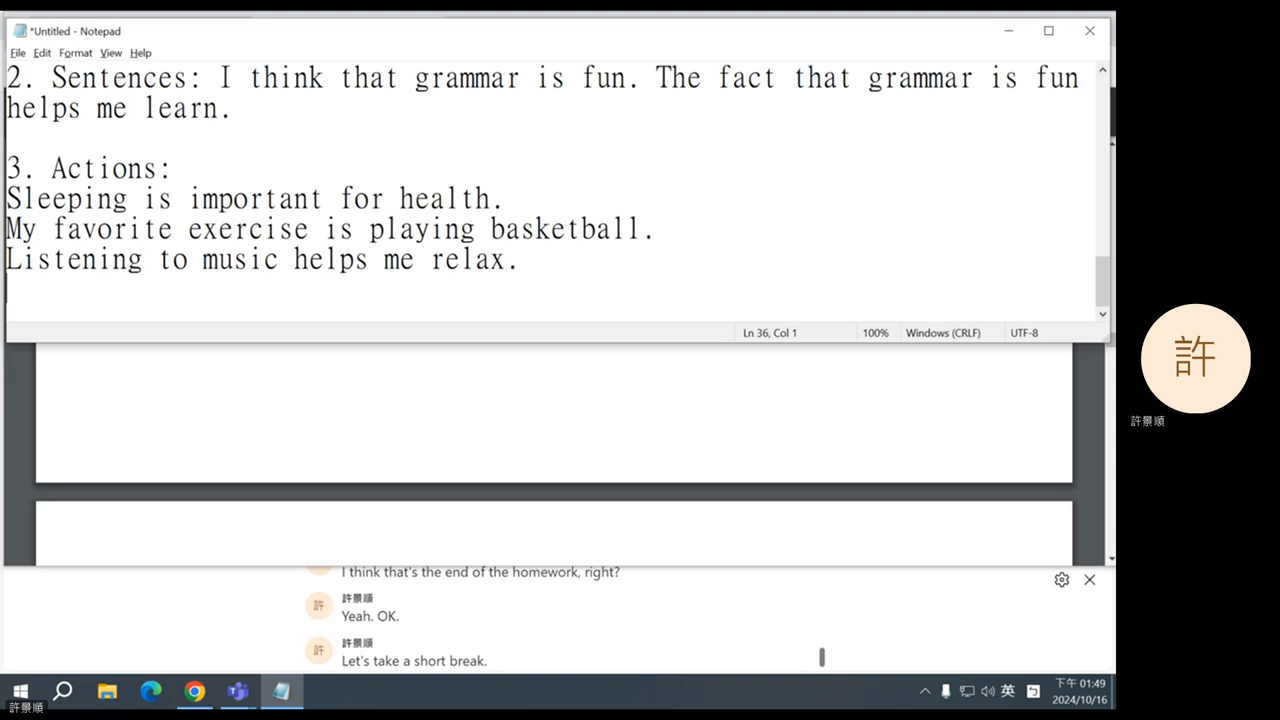 *Untitled - Notepad
File Edit Format View Help
2. Sentences: I think that grammar is fun. The fact that grammar is fun
helps me learn.
3. Actions:
Sleeping is important for health.
My favorite exercise is playing basketball.
Listening to music helps me relax.
Ln 36, Col 1
100%
Windows (CRLF)
UTF-8
許
許景順
I think that's the end of the homework, right?
許
許景順
Yeah. OK.
許
許景順
Let's take a short break.
英
ㄅ
下午 01:49
2024/10/16
許景順